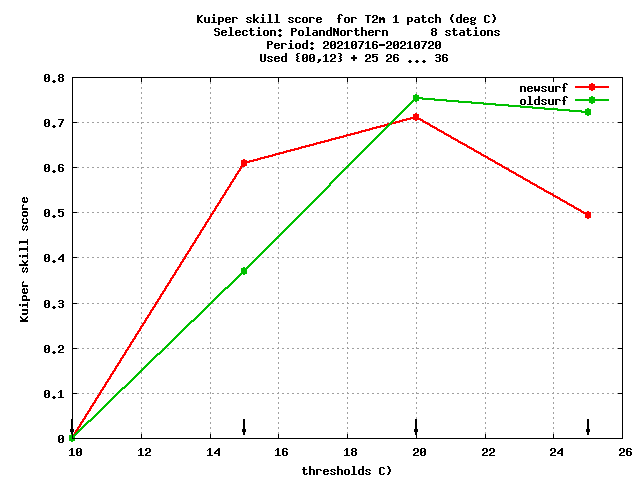 Kuiper skill score  for T2m 1 patch (deg C)
Selection: PolandNorthern      8 stations
Period: 20210716-20210720
Used {00,12} + 25 26 ... 36
newsurf
oldsurf
0.8
0.7
0.6
0.5
0.4
0.3
0.2
0.1
0
Kuiper skill score
10 12 14 16 18 20 22 24 26
thresholds C)